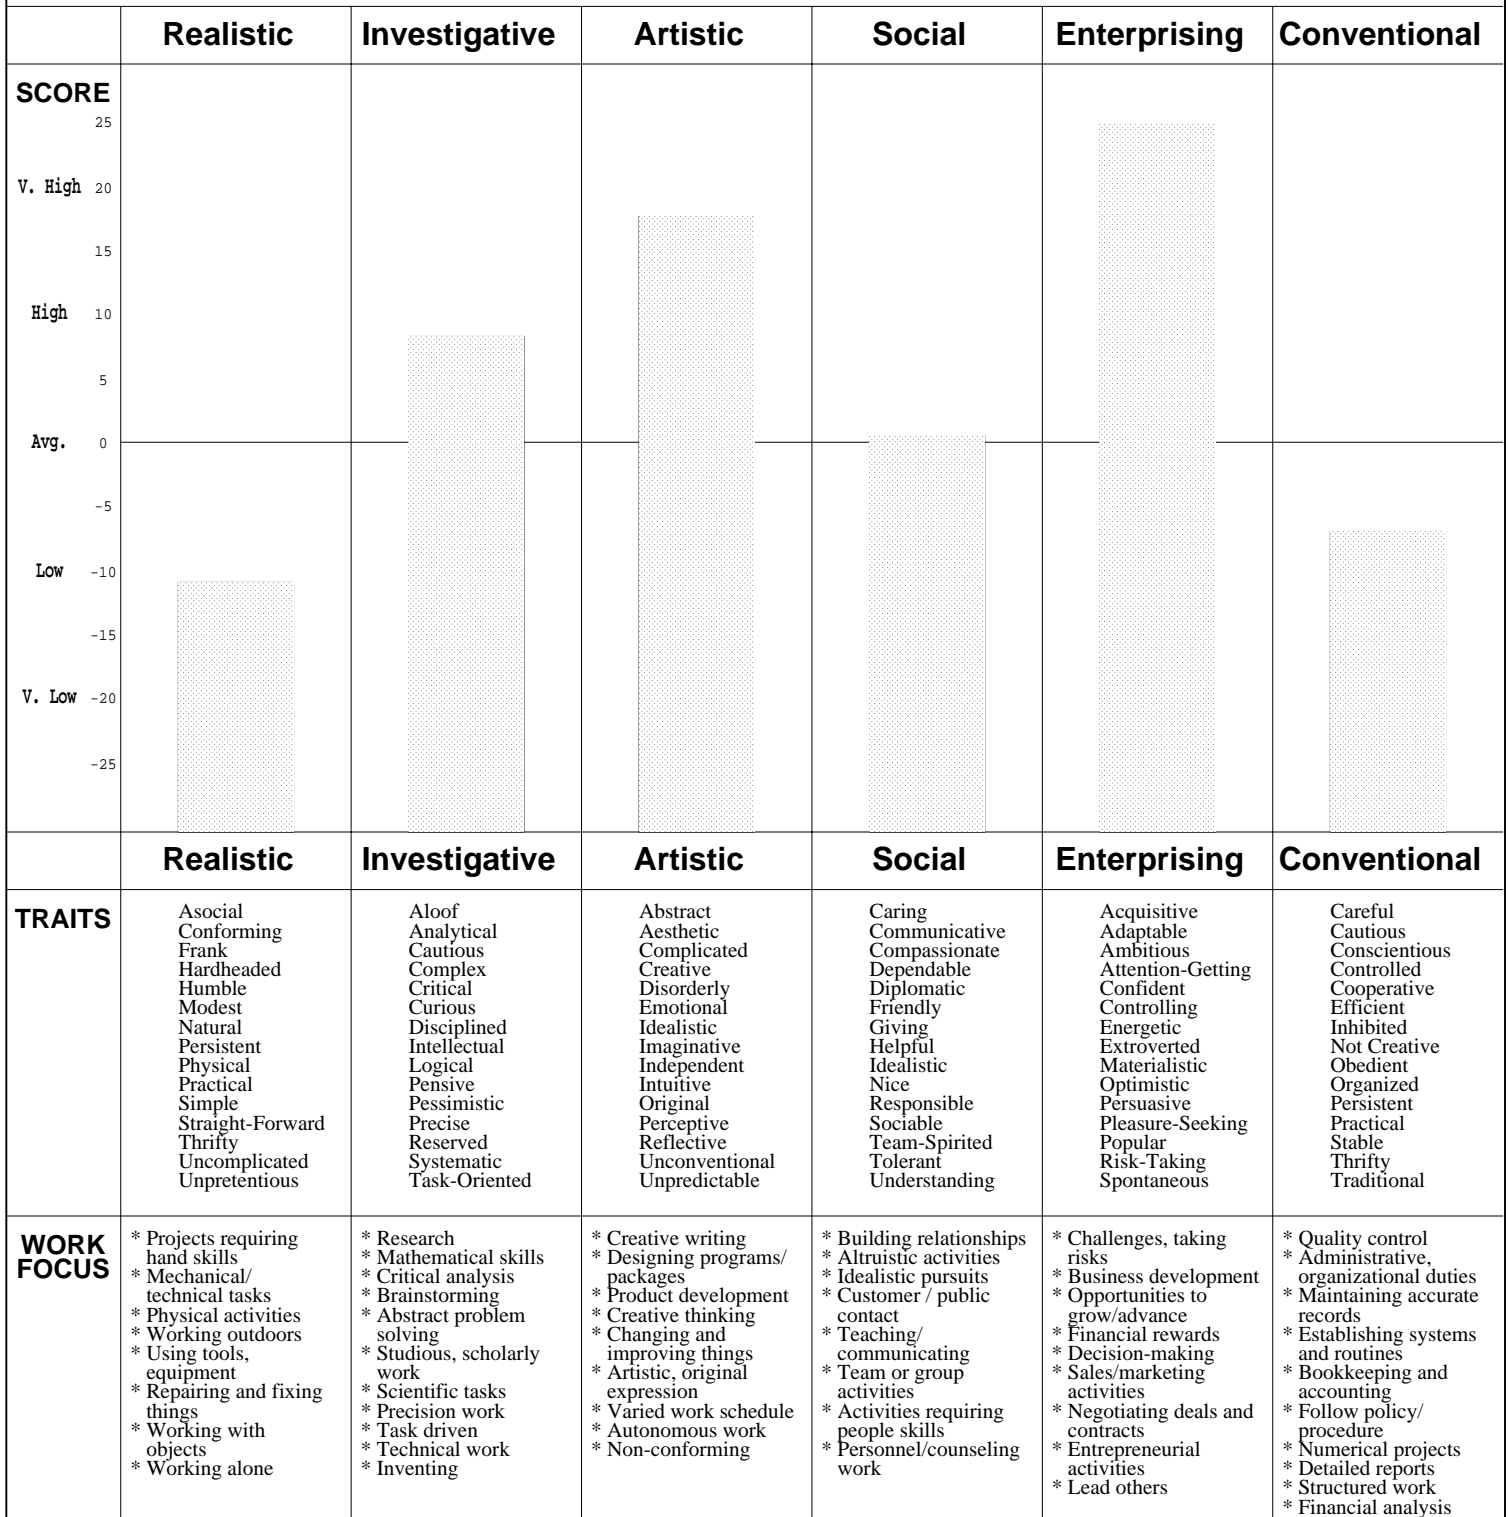 Realistic Investigative Artistic Social Enterprising Conventional
SCORE
25
V. High 20
15
High 10
5
Avg. 0
-5
Low -10
-15
V. Low -20
-25
Realistic Investigative Artistic Social Enterprising Conventional
TRAITS
Asocial
Conforming
Frank
Hardheaded
Humble
Modest
Natural
Persistent
Physical
Practical
Simple
Straight-Forward
Thrifty
Uncomplicated
Unpretentious
Aloof
Analytical
Cautious
Complex
Critical
Curious
Disciplined
Intellectual
Logical
Pensive
Pessimistic
Precise
Reserved
Systematic
Task-Oriented
Abstract
Aesthetic
Complicated
Creative
Disorderly
Emotional
Idealistic
Imaginative
Independent
Intuitive
Original
Perceptive
Reflective
Unconventional
Unpredictable
Caring
Communicative
Compassionate
Dependable
Diplomatic
Friendly
Giving
Helpful
Idealistic
Nice
Responsible
Sociable
Team-Spirited
Tolerant
Understanding
Acquisitive
Adaptable
Ambitious
Attention-Getting
Confident
Controlling
Energetic
Extroverted
Materialistic
Optimistic
Persuasive
Pleasure-Seeking
Popular
Risk-Taking
Spontaneous
Careful
Cautious
Conscientious
Controlled
Cooperative
Efficient
Inhibited
Not Creative
Obedient
Organized
Persistent
Practical
Stable
Thrifty
Traditional
WORK
FOCUS
* Projects requiring
hand skills
* Mechanical/
technical tasks
* Physical activities
* Working outdoors
* Using tools,
equipment
* Repairing and fixing
things
* Working with
objects
* Working alone
* Research
* Mathematical skills
* Critical analysis
* Brainstorming
* Abstract problem
solving
* Studious, scholarly
work
* Scientific tasks
* Precision work
* Task driven
* Technical work
* Inventing
* Creative writing
* Designing programs/
packages
* Product development
* Creative thinking
* Changing and
improving things
* Artistic, original
expression
* Varied work schedule
* Autonomous work
* Non-conforming
* Building relationships
* Altruistic activities
* Idealistic pursuits
* Customer / public
contact
* Teaching/
communicating
* Team or group
activities
* Activities requiring
people skills
* Personnel/counseling
work
* Challenges, taking
risks
* Business development
* Opportunities to
grow/advance
* Financial rewards
* Decision-making
* Sales/marketing
activities
* Negotiating deals and
contracts
* Entrepreneurial
activities
* Lead others
* Quality control
* Administrative,
organizational duties
* Maintaining accurate
records
* Establishing systems
and routines
* Bookkeeping and
accounting
* Follow policy/
procedure
* Numerical projects
* Detailed reports
* Structured work
* Financial analysis